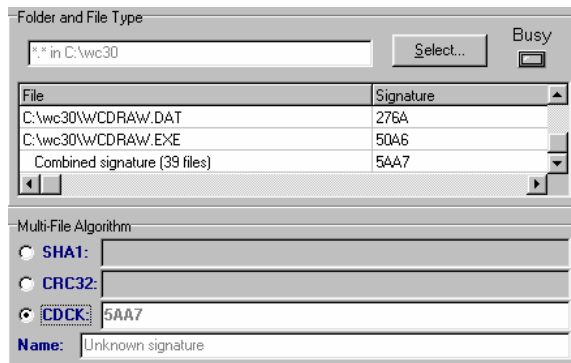 Folder and File Type
*.* in C:\wc30
Select...
Busy
File Signature
C:\wc30\WCDRAW.DAT 276A
C:\wc30\WCDRAW.EXE 50A6
Combined signature (39 files) 5AA7
Multi-File Algorithm
SHA1:
CRC32:
CDCK: 5AA7
Name: Unknown signature